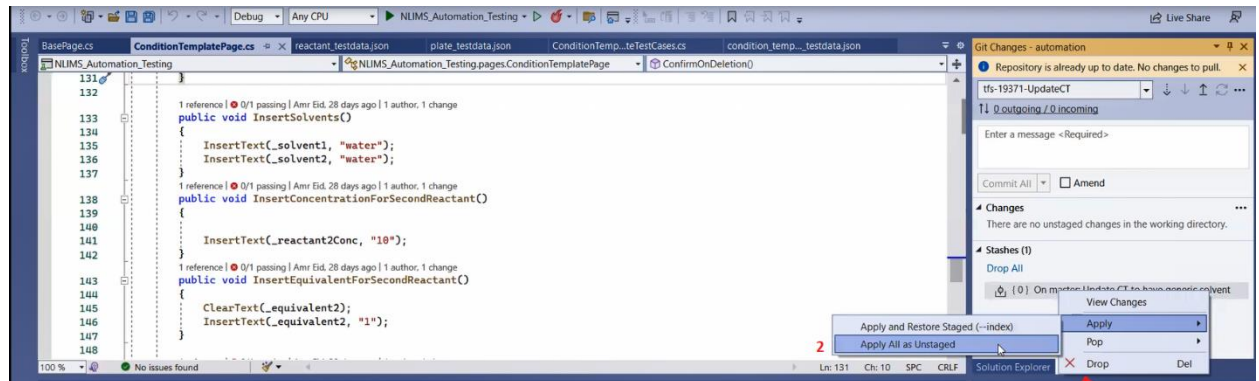 Debug Any CPU NLIMS_Automation_Testing Live Share
Toolbox
BasePage.cs ConditionTemplatePage.cs reactant_testdata.json plate_testdata.json ConditionTemp...teTestCases.cs condition_temp..._testdata.json
NLIMS_Automation_Testing NLIMS_Automation_Testing.pages.ConditionTemplatePage ConfirmOnDeletion()
131 }
132
1 reference | 0/1 passing | Amr Eid, 28 days ago | 1 author, 1 change
133 public void InsertSolvents()
134 {
135 InsertText(_solvent1, "water");
136 InsertText(_solvent2, "water");
137 }
1 reference | 0/1 passing | Amr Eid, 28 days ago | 1 author, 1 change
138 public void InsertConcentrationForSecondReactant()
139 {
140
141 InsertText(_reactant2Conc, "10");
142 }
1 reference | 0/1 passing | Amr Eid, 28 days ago | 1 author, 1 change
143 public void InsertEquivalentForSecondReactant()
144 {
145 ClearText(_equivalent2);
146 InsertText(_equivalent2, "1");
147 }
148
100 % No issues found Ln: 131 Ch: 10 SPC CRLF
Git Changes - automation
Repository is already up to date. No changes to pull.
tfs-19371-UpdateCT
0 outgoing / 0 incoming
Enter a message <Required>
Commit All Amend
Changes
There are no unstaged changes in the working directory.
Stashes (1)
Drop All
{0} On master: Update CT to have generic solvent
View Changes
Apply
Pop
Drop Del
Apply and Restore Staged (--index)
2 Apply All as Unstaged
Solution Explorer